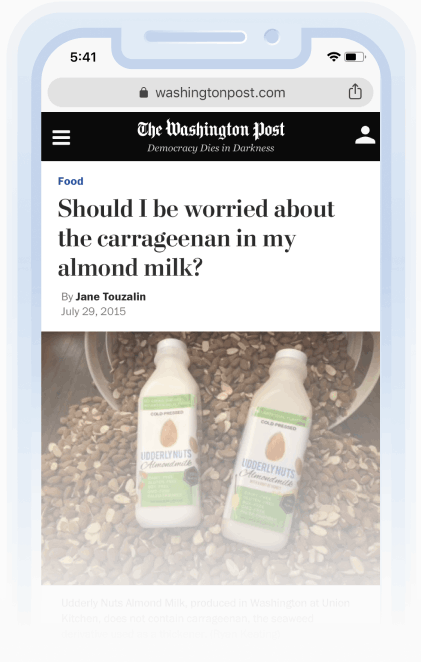 5:41
washingtonpost.com
The Washington Post
Democracy Dies in Darkness
Food
Should I be worried about
the carrageenan in my
almond milk?
By Jane Touzalin
July 29, 2015
COLD-PRESSED
UDDERLY NUTS
Almondmilk
COLD-PRESSED
UDDERLY NUTS
Almondmilk
Udderly Nuts Almond Milk, produced in Washington at Union
Kitchen, does not contain carrageenan, the seaweed